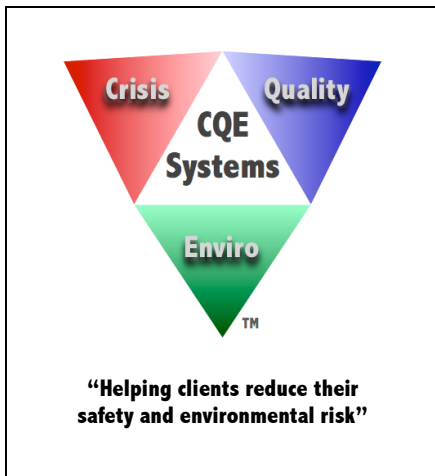 Crisis
Quality
CQE
Systems
Enviro
TM
“Helping clients reduce their
safety and environmental risk”